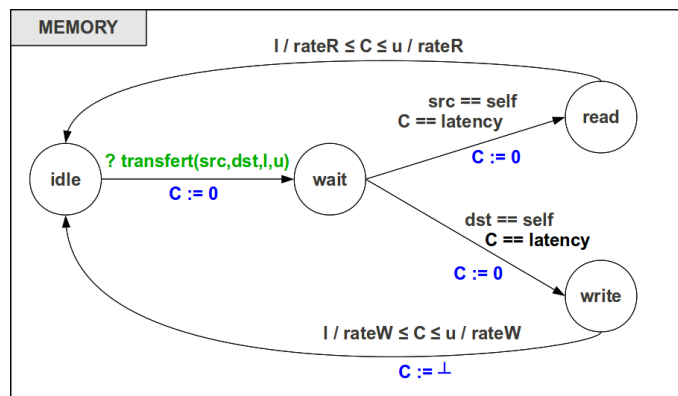 MEMORY
l / rateR ≤ C ≤ u / rateR
src == self
C == latency
read
? transfert(src,dst,l,u)
idle
wait
C := 0
C := 0
dst == self
C == latency
C := 0
write
l / rateW ≤ C ≤ u / rateW
C := ⊥